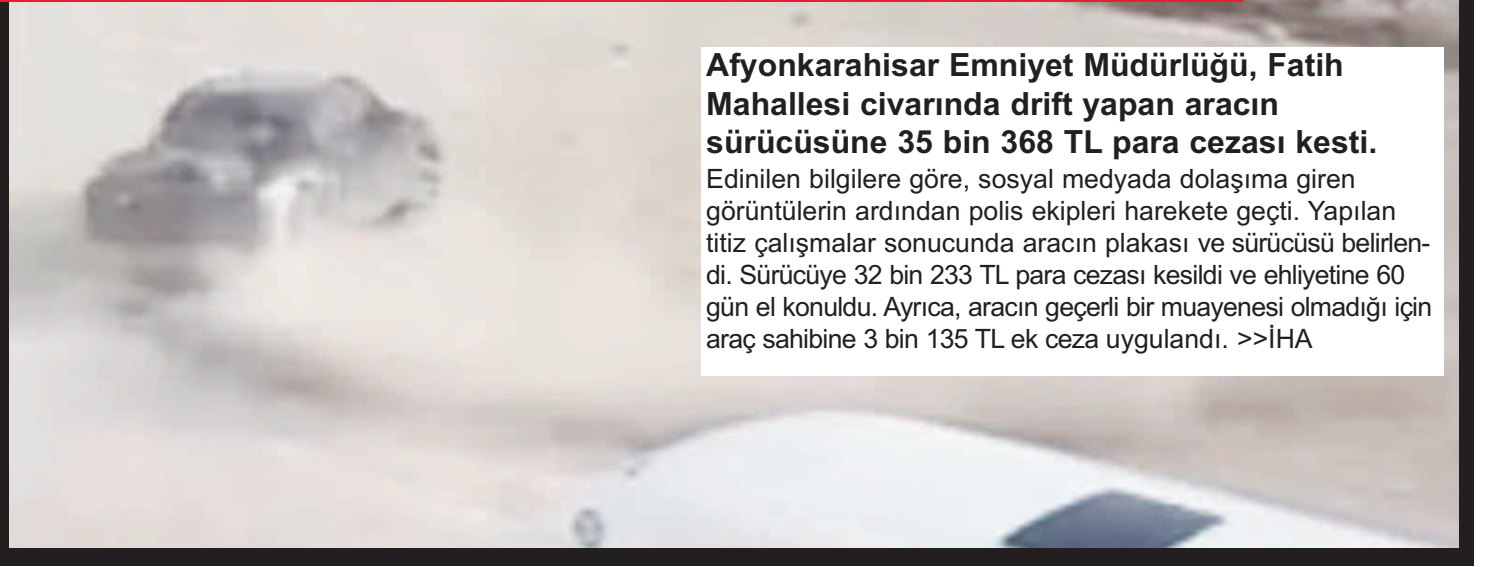 Afyonkarahisar Emniyet Müdürlüğü, Fatih
Mahallesi civarında drift yapan aracın
sürücüsüne 35 bin 368 TL para cezası kesti.
Edinilen bilgilere göre, sosyal medyada dolaşıma giren
görüntülerin ardından polis ekipleri harekete geçti. Yapılan
titiz çalışmalar sonucunda aracın plakası ve sürücüsü belirlen-
di. Sürücüye 32 bin 233 TL para cezası kesildi ve ehliyetine 60
gün el konuldu. Ayrıca, aracın geçerli bir muayenesi olmadığı için
araç sahibine 3 bin 135 TL ek ceza uygulandı. >>İHA